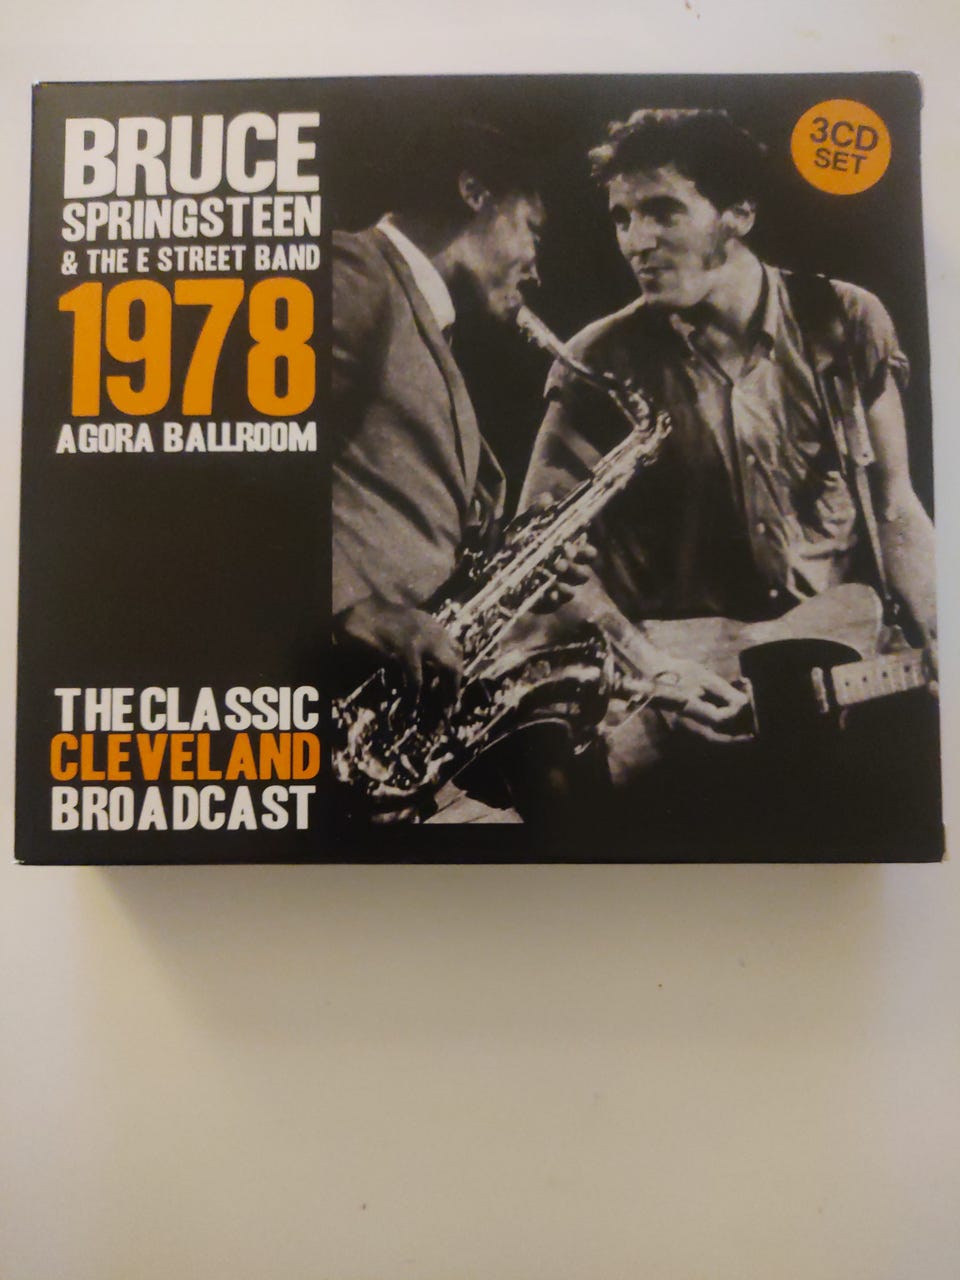 BRUCE
SPRINGSTEEN
& THE E STREET BAND
1978
AGORA BALLROOM
THE CLASSIC
CLEVELAND
BROADCAST
3CD
SET